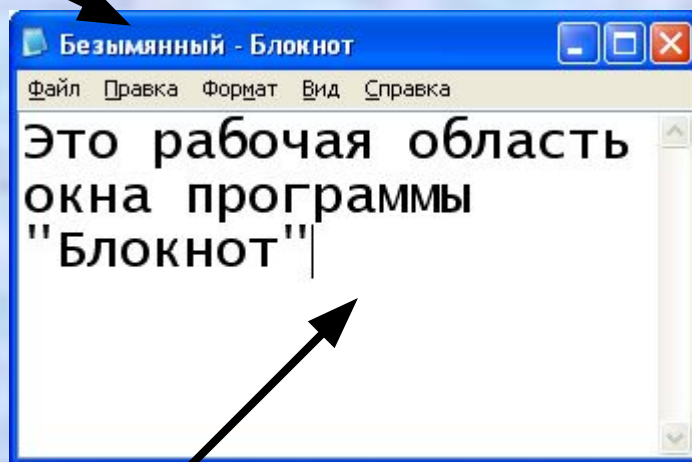 Безымянный - Блокнот
Файл Правка Формат Вид Справка
Это рабочая область
окна программы
"Блокнот"